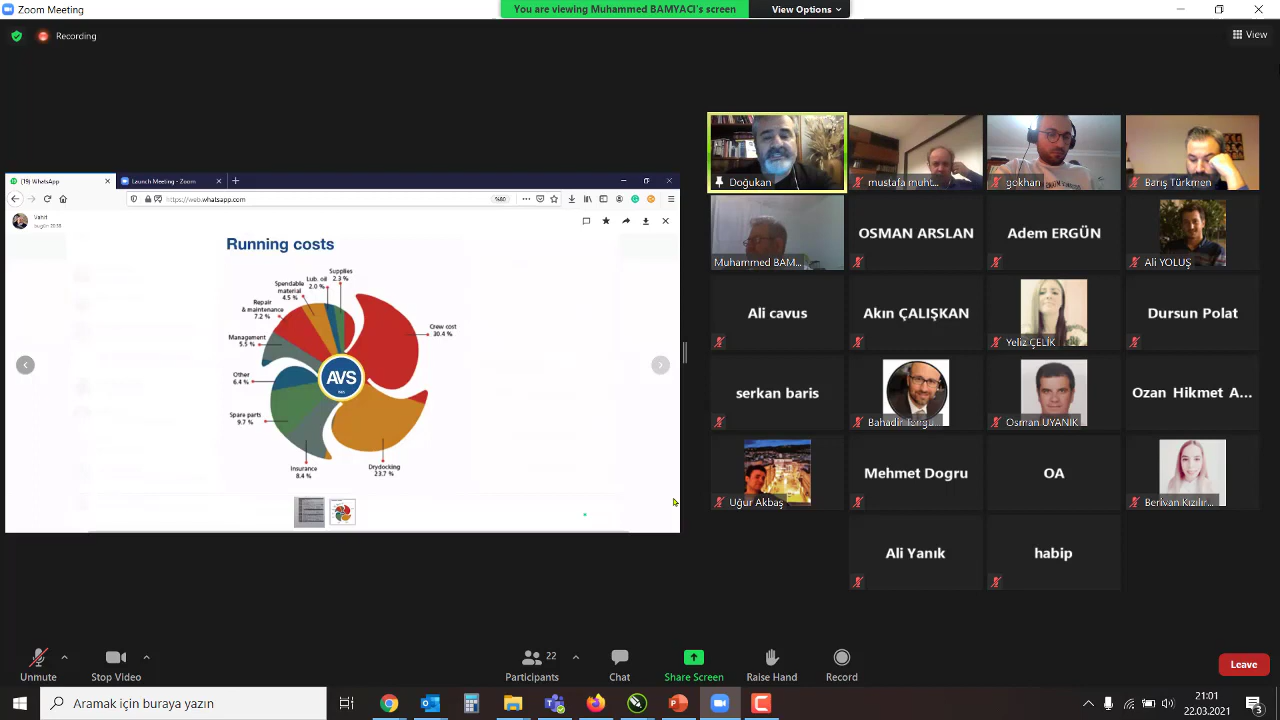 Zoom Meeting
You are viewing Muhammed BAMYACI's screen
View Options
Recording
View
(19) WhatsApp
Launch Meeting - Zoom
https://web.whatsapp.com
%80
Vahit
Running costs
Supplies
2.3 %
Lub. oil
2.0 %
Spendable
material
4.5 %
Repair
& maintenance
7.2 %
Management
5.5 %
Other
6.4 %
Spare parts
9.7 %
Insurance
8.4 %
Drydocking
23.7 %
Crew cost
30.4 %
AVS
Doğukan
mustafa muht...
gokhan
Barış Türkmen
Muhammed BAM...
OSMAN ARSLAN
Adem ERGÜN
Ali YOLUŞ
Ali cavus
Akın ÇALIŞKAN
Yeliz ÇELİK
Dursun Polat
serkan baris
Osman UYANIK
Ozan Hikmet A...
Uğur Akbaş
Mehmet Dogru
OA
Berivan Kızılır...
Ali Yanık
habip
Unmute
Stop Video
22
Participants
Chat
Share Screen
Raise Hand
Record
Leave
Aramak için buraya yazın
21:01
22.03.2021
3